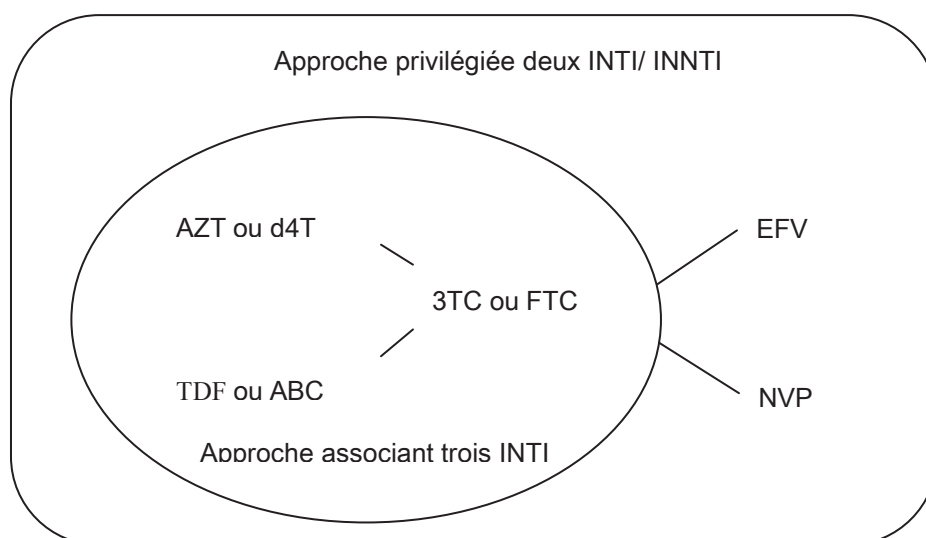 Approche privilégiée deux INTI/ INNTI
AZT ou d4T
EFV
3TC ou FTC
TDF ou ABC
NVP
Approche associant trois INTI